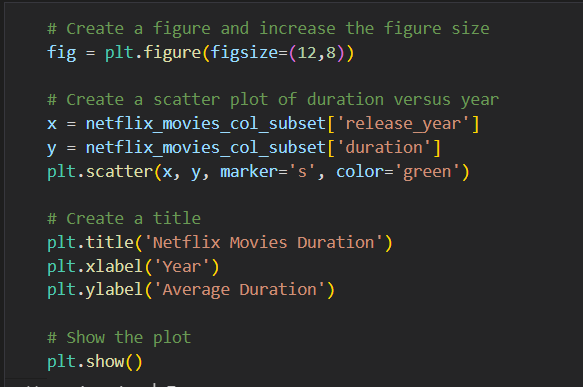 # Create a figure and increase the figure size
fig = plt.figure(figsize=(12,8))
# Create a scatter plot of duration versus year
x = netflix_movies_col_subset['release_year']
y = netflix_movies_col_subset['duration']
plt.scatter(x, y, marker='s', color='green')
# Create a title
plt.title('Netflix Movies Duration')
plt.xlabel('Year')
plt.ylabel('Average Duration')
# Show the plot
plt.show()